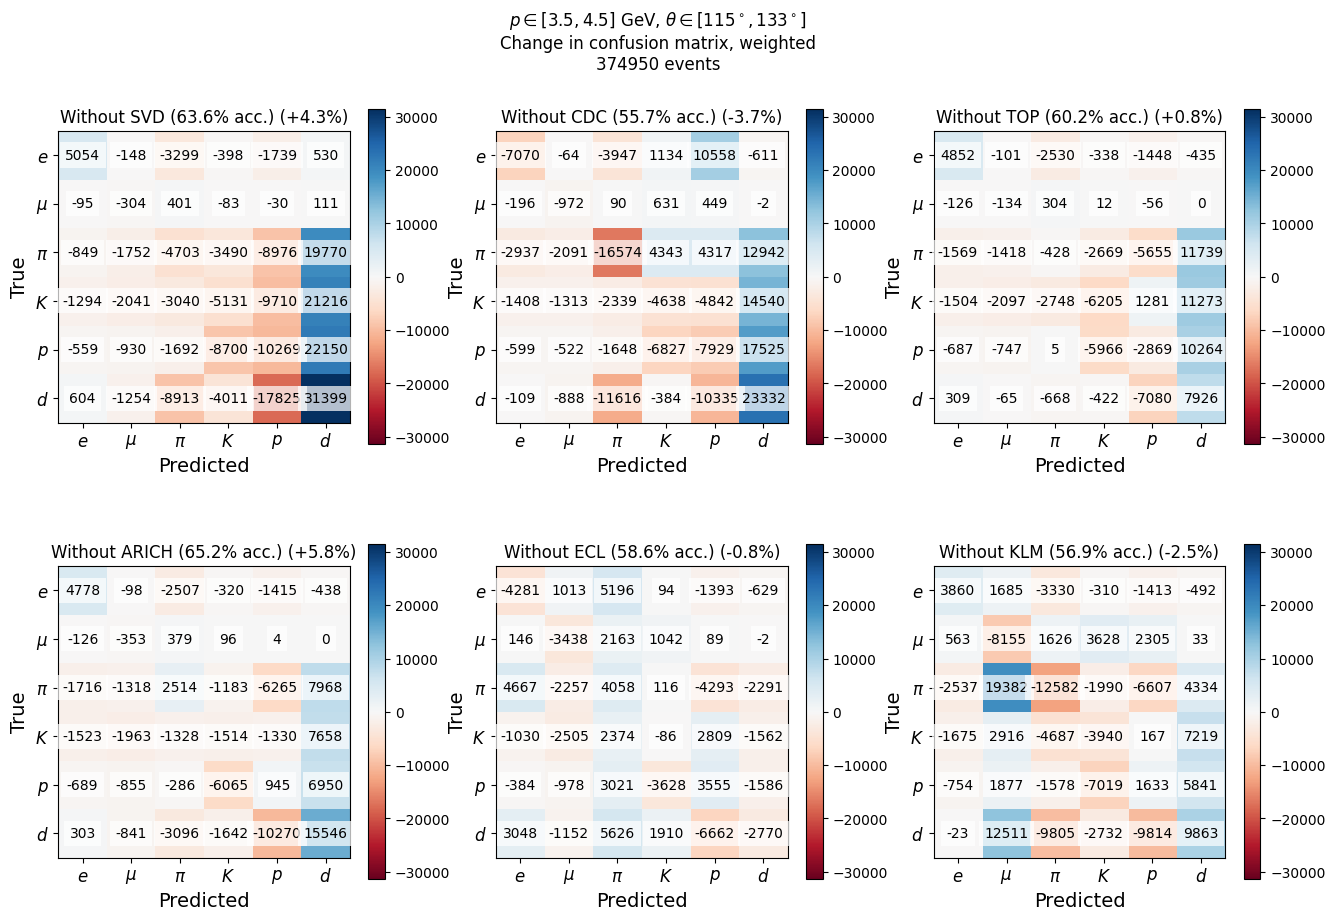 p ∈ [3.5, 4.5] GeV, θ ∈ [115°, 133°]
Change in confusion matrix, weighted
374950 events
Without SVD (63.6% acc.) (+4.3%)
e 5054 -148 -3299 -398 -1739 530
μ -95 -304 401 -83 -30 111
π -849 -1752 -4703 -3490 -8976 19770
K -1294 -2041 -3040 -5131 -9710 21216
p -559 -930 -1692 -8700 -10269 22150
d 604 -1254 -8913 -4011 -17825 31399
e μ π K p d
Predicted
True
30000
20000
10000
0
−10000
−20000
−30000
Without CDC (55.7% acc.) (-3.7%)
e -7070 -64 -3947 1134 10558 -611
μ -196 -972 90 631 449 -2
π -2937 -2091 -16574 4343 4317 12942
K -1408 -1313 -2339 -4638 -4842 14540
p -599 -522 -1648 -6827 -7929 17525
d -109 -888 -11616 -384 -10335 23332
e μ π K p d
Predicted
True
30000
20000
10000
0
−10000
−20000
−30000
Without TOP (60.2% acc.) (+0.8%)
e 4852 -101 -2530 -338 -1448 -435
μ -126 -134 304 12 -56 0
π -1569 -1418 -428 -2669 -5655 11739
K -1504 -2097 -2748 -6205 1281 11273
p -687 -747 5 -5966 -2869 10264
d 309 -65 -668 -422 -7080 7926
e μ π K p d
Predicted
True
30000
20000
10000
0
−10000
−20000
−30000
Without ARICH (65.2% acc.) (+5.8%)
e 4778 -98 -2507 -320 -1415 -438
μ -126 -353 379 96 4 0
π -1716 -1318 2514 -1183 -6265 7968
K -1523 -1963 -1328 -1514 -1330 7658
p -689 -855 -286 -6065 945 6950
d 303 -841 -3096 -1642 -10270 15546
e μ π K p d
Predicted
True
30000
20000
10000
0
−10000
−20000
−30000
Without ECL (58.6% acc.) (-0.8%)
e -4281 1013 5196 94 -1393 -629
μ 146 -3438 2163 1042 89 -2
π 4667 -2257 4058 116 -4293 -2291
K -1030 -2505 2374 -86 2809 -1562
p -384 -978 3021 -3628 3555 -1586
d 3048 -1152 5626 1910 -6662 -2770
e μ π K p d
Predicted
True
30000
20000
10000
0
−10000
−20000
−30000
Without KLM (56.9% acc.) (-2.5%)
e 3860 1685 -3330 -310 -1413 -492
μ 563 -8155 1626 3628 2305 33
π -2537 19382 -12582 -1990 -6607 4334
K -1675 2916 -4687 -3940 167 7219
p -754 1877 -1578 -7019 1633 5841
d -23 12511 -9805 -2732 -9814 9863
e μ π K p d
Predicted
True
30000
20000
10000
0
−10000
−20000
−30000